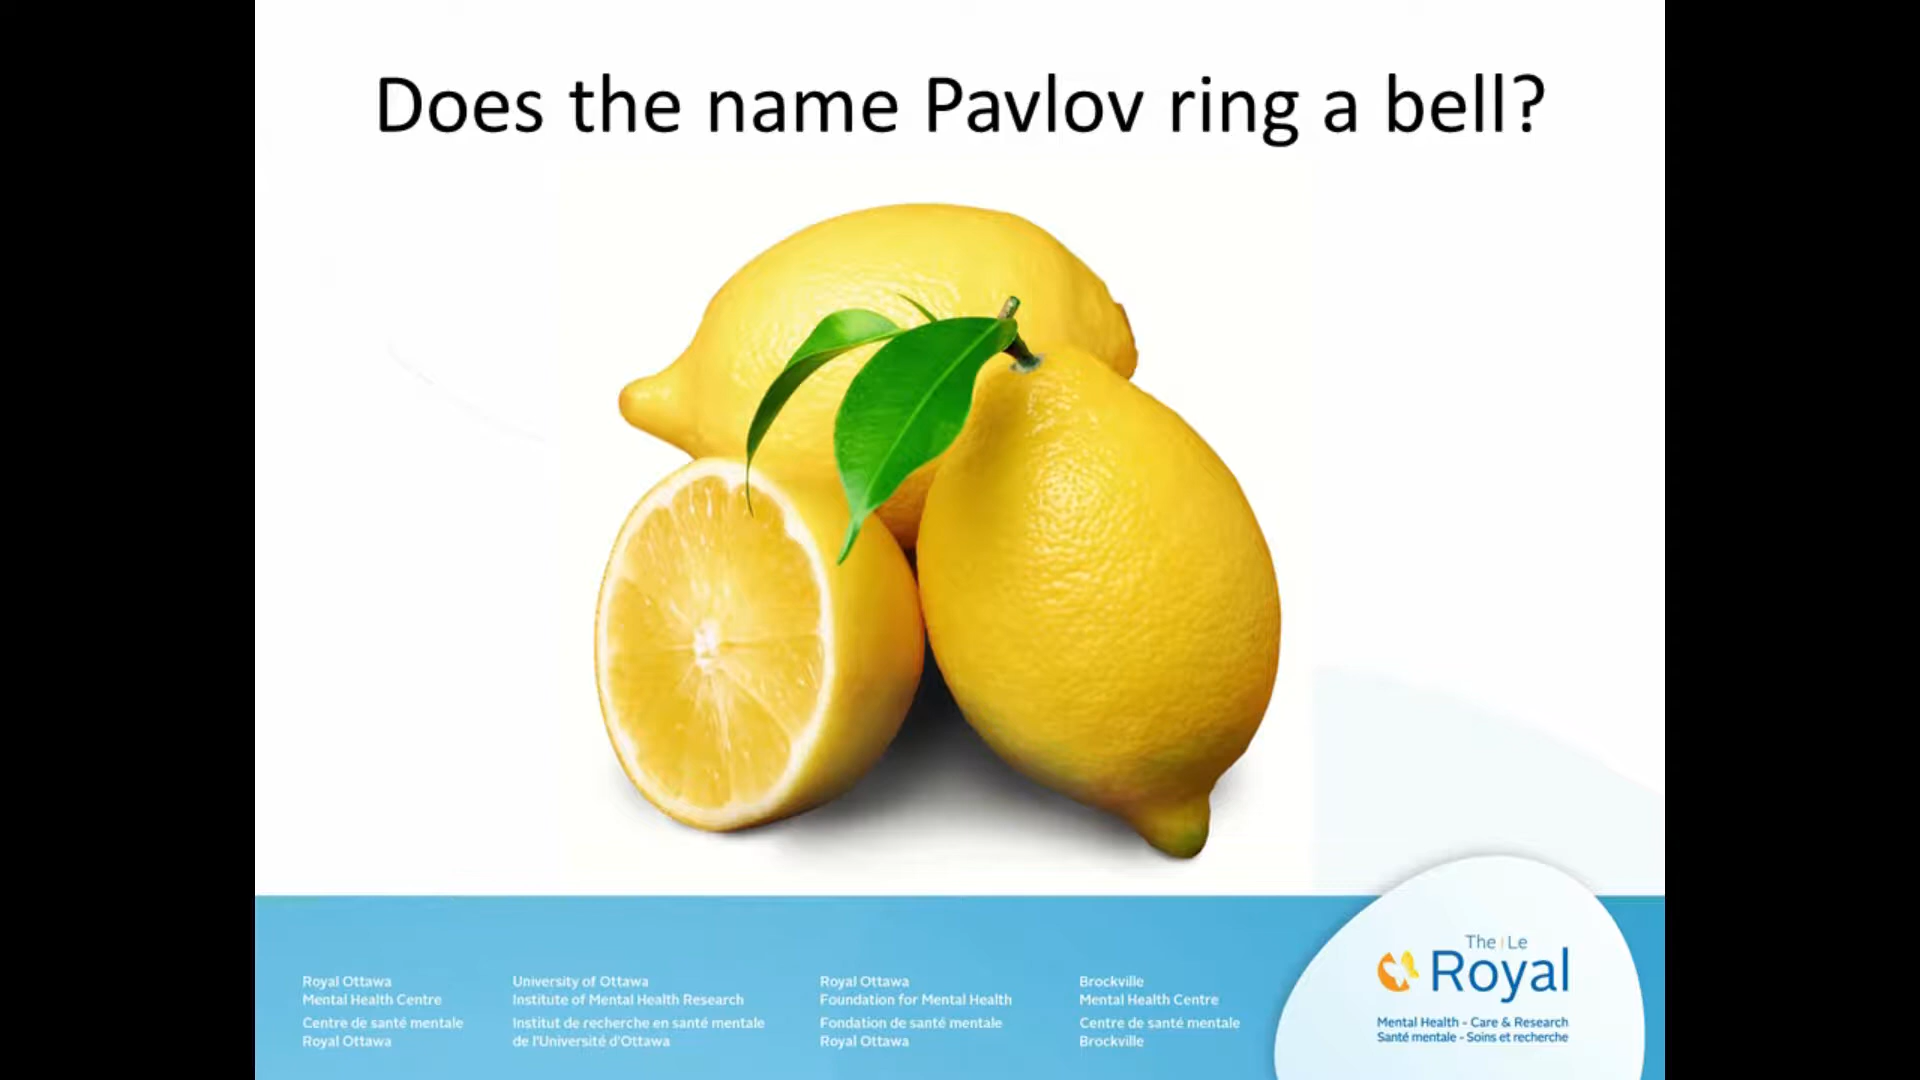 Does the name Pavlov ring a bell?
Royal Ottawa
Mental Health Centre
Centre de santé mentale
Royal Ottawa
University of Ottawa
Institute of Mental Health Research
Institut de recherche en santé mentale
de l'Université d'Ottawa
Royal Ottawa
Foundation for Mental Health
Fondation de santé mentale
Royal Ottawa
Brockville
Mental Health Centre
Centre de santé mentale
Brockville
The | Le
Royal
Mental Health - Care & Research
Santé mentale - Soins et recherche